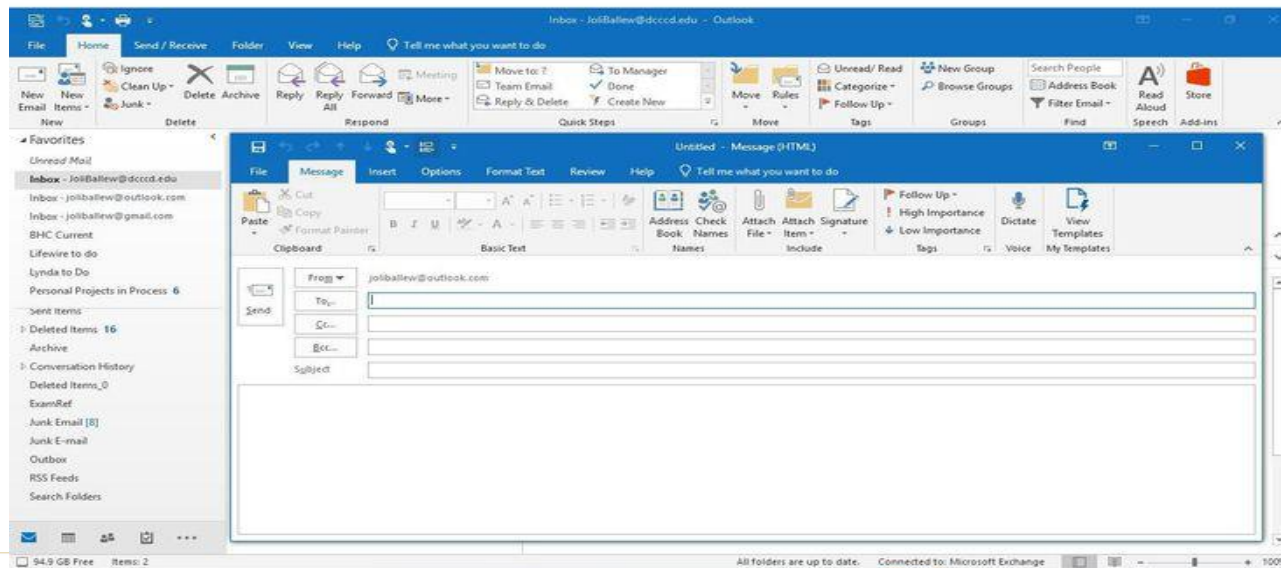 Inbox - JoliBallew@dcccd.edu - Outlook
File Home Send / Receive Folder View Help Tell me what you want to do
New Email New Items Ignore Clean Up Junk Delete Archive Reply Reply All Forward Meeting More Move to: ? Team Email Reply & Delete To Manager Done Create New Move Rules Unread/ Read Categorize Follow Up New Group Browse Groups Search People Address Book Filter Email Read Aloud Store
New Delete Respond Quick Steps Move Tags Groups Find Speech Add-ins
Favorites
Unread Mail
Inbox - JoliBallew@dcccd.edu
Inbox - joliballew@outlook.com
Inbox - joliballew@gmail.com
BHC Current
Lifewire to do
Lynda to Do
Personal Projects in Process 6
Sent Items
Deleted Items 16
Archive
Conversation History
Deleted Items_0
ExamRef
Junk Email [8]
Junk E-mail
Outbox
RSS Feeds
Search Folders
Untitled - Message (HTML)
File Message Insert Options Format Text Review Help Tell me what you want to do
Paste Cut Copy Format Painter B I U A A A Address Book Check Names Attach File Attach Item Signature Follow Up High Importance Low Importance Dictate View Templates
Clipboard Basic Text Names Include Tags Voice My Templates
Send
From joliballew@outlook.com
To...
Cc...
Bcc...
Subject
94.9 GB Free Items: 2 All folders are up to date. Connected to: Microsoft Exchange 100%